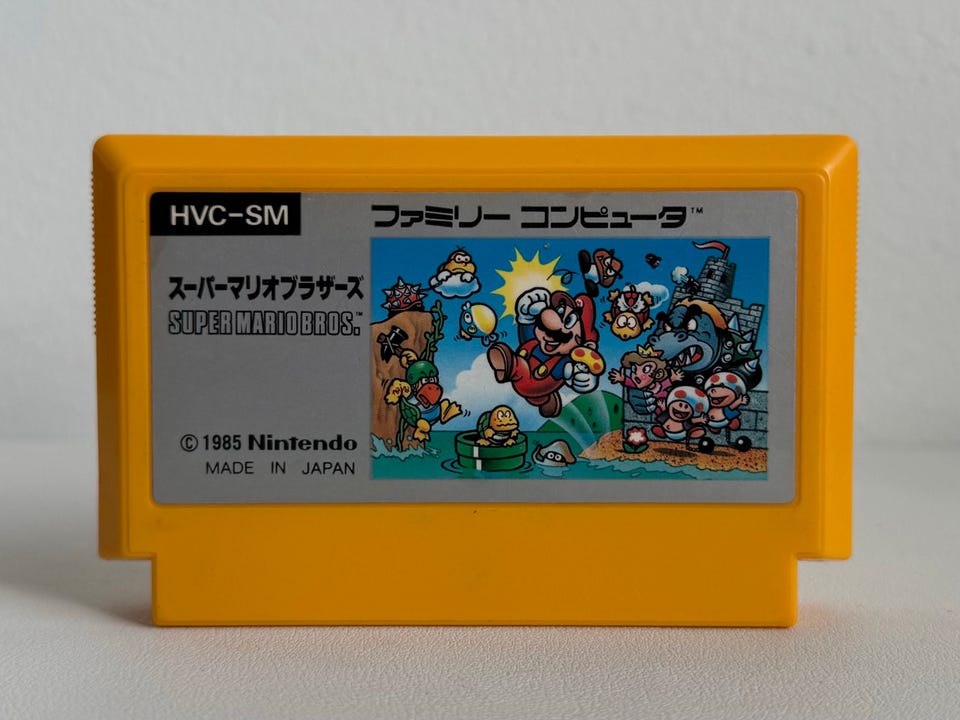 HVC-SM
ファミリー コンピュータ™
スーパーマリオブラザーズ
SUPER MARIO BROS.™
© 1985 Nintendo
MADE IN JAPAN